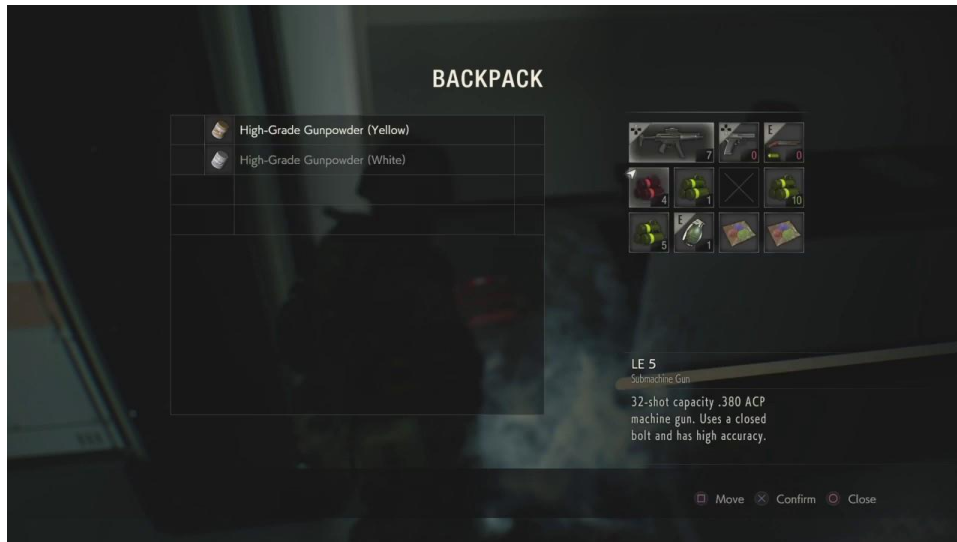 BACKPACK
High-Grade Gunpowder (Yellow)
High-Grade Gunpowder (White)
7
0
E
0
4
1
10
5
E
1
LE 5
Submachine Gun
32-shot capacity .380 ACP
machine gun. Uses a closed
bolt and has high accuracy.
Move
Confirm
Close